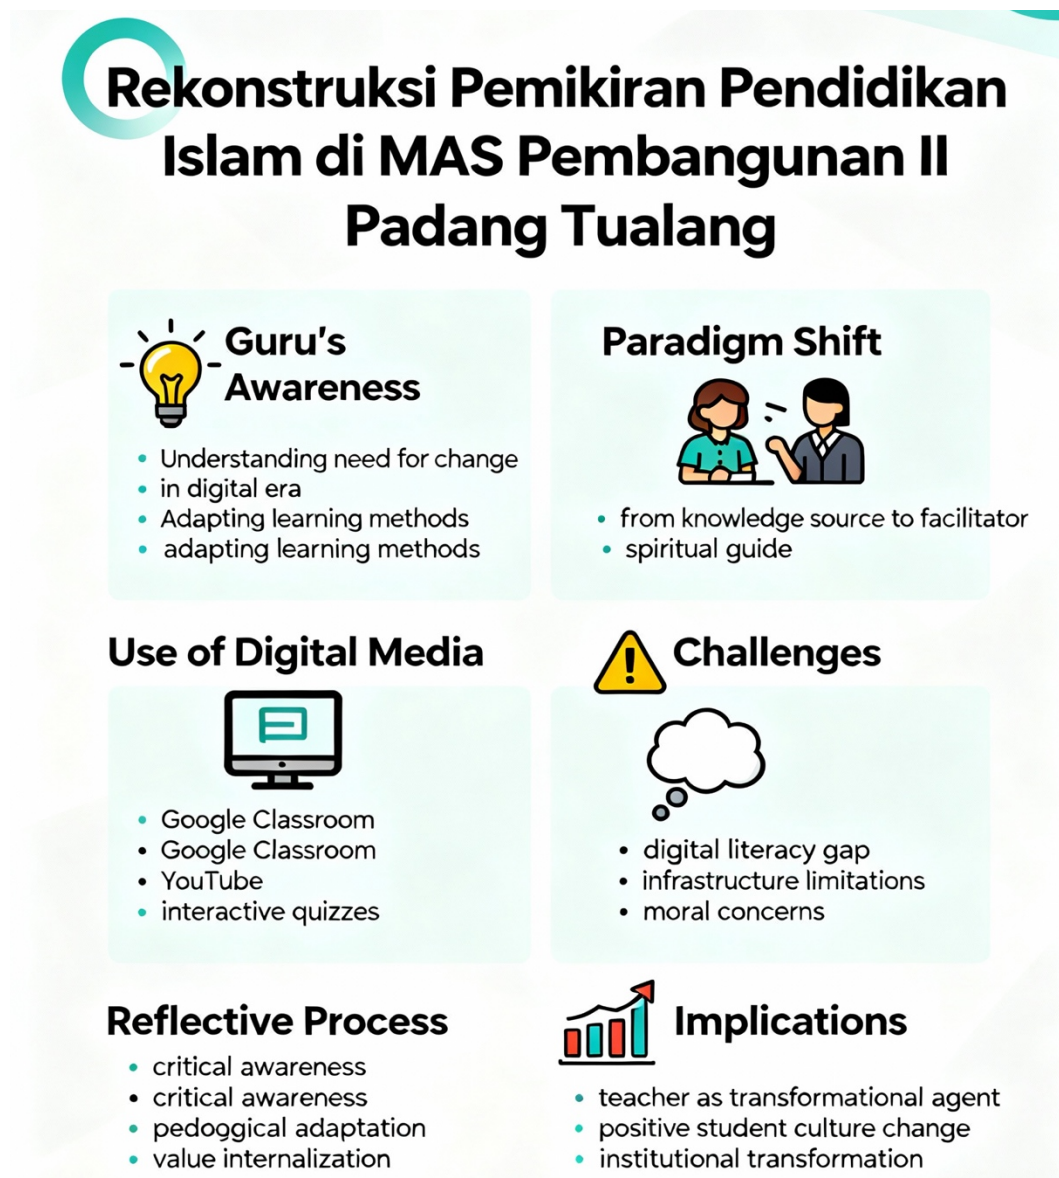 Rekonstruksi Pemikiran Pendidikan
Islam di MAS Pembangunan II
Padang Tualang
Guru's
Awareness
• Understanding need for change
• in digital era
• Adapting learning methods
• adapting learning methods
Paradigm Shift
• from knowledge source to facilitator
• spiritual guide
Use of Digital Media
• Google Classroom
• Google Classroom
• YouTube
• interactive quizzes
Challenges
• digital literacy gap
• infrastructure limitations
• moral concerns
Reflective Process
• critical awareness
• critical awareness
• pedoggical adaptation
• value internalization
Implications
• teacher as transformational agent
• positive student culture change
• institutional transformation